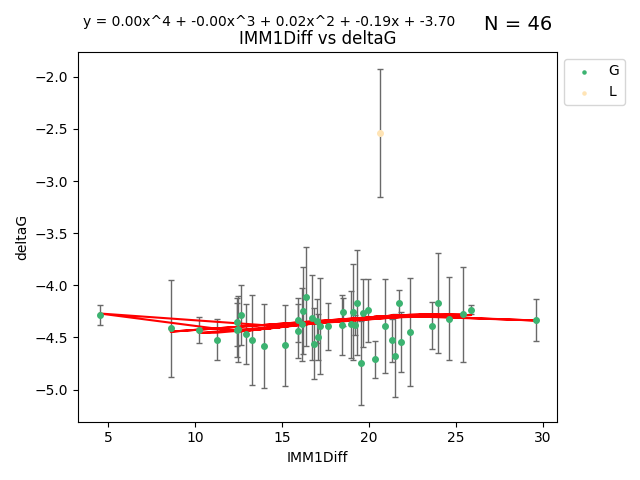 y = 0.00x^4 + -0.00x^3 + 0.02x^2 + -0.19x + -3.70
N = 46
IMM1Diff vs deltaG
G
L
deltaG
−2.0
−2.5
−3.0
−3.5
−4.0
−4.5
−5.0
5 10 15 20 25 30
IMM1Diff